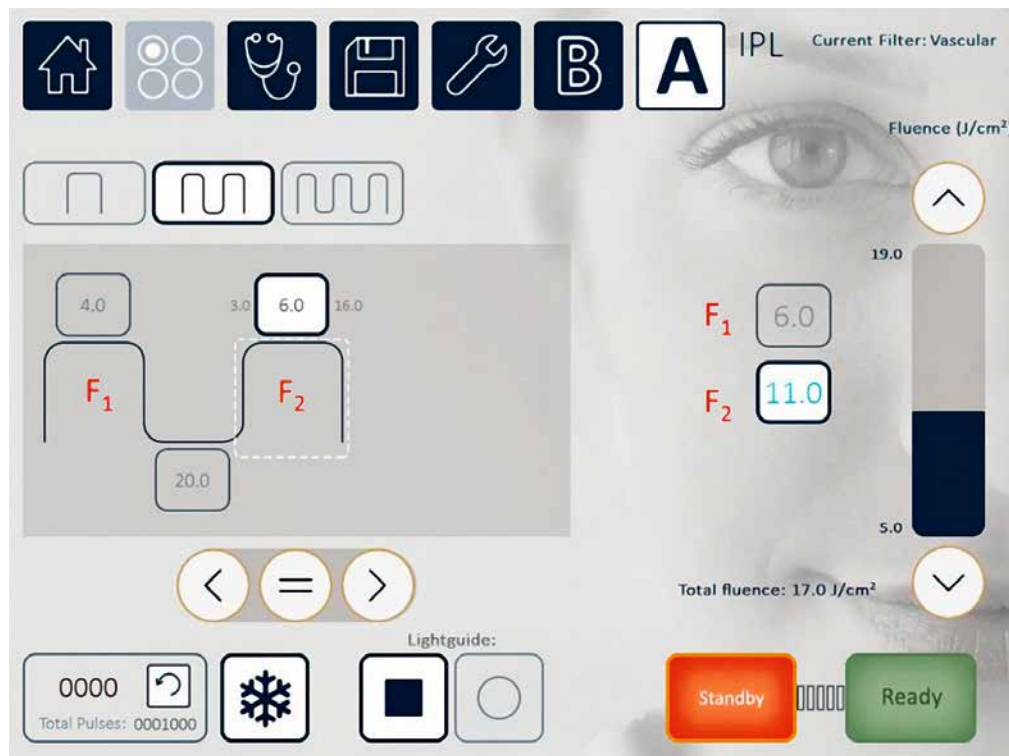 B
A
IPL
Current Filter: Vascular
Fluence (J/cm²)
19.0
4.0
3.0 6.0 16.0
F₁ 6.0
F₁
F₂
F₂ 11.0
20.0
5.0
Total fluence: 17.0 J/cm²
Lightguide:
0000
Total Pulses: 0001000
Standby
Ready